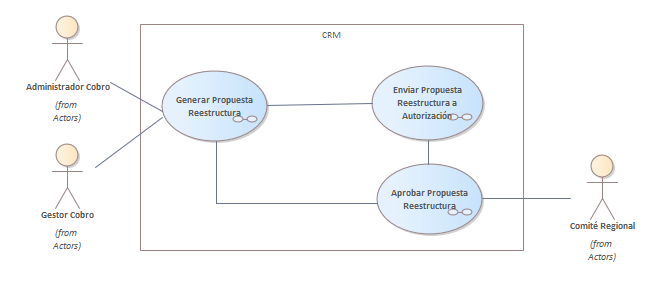 CRM
Administrador Cobro
(from
Actors)
Generar Propuesta
Reestructura
Enviar Propuesta
Reestructura a
Autorización
Gestor Cobro
(from
Actors)
Aprobar Propuesta
Reestructura
Comité Regional
(from
Actors)